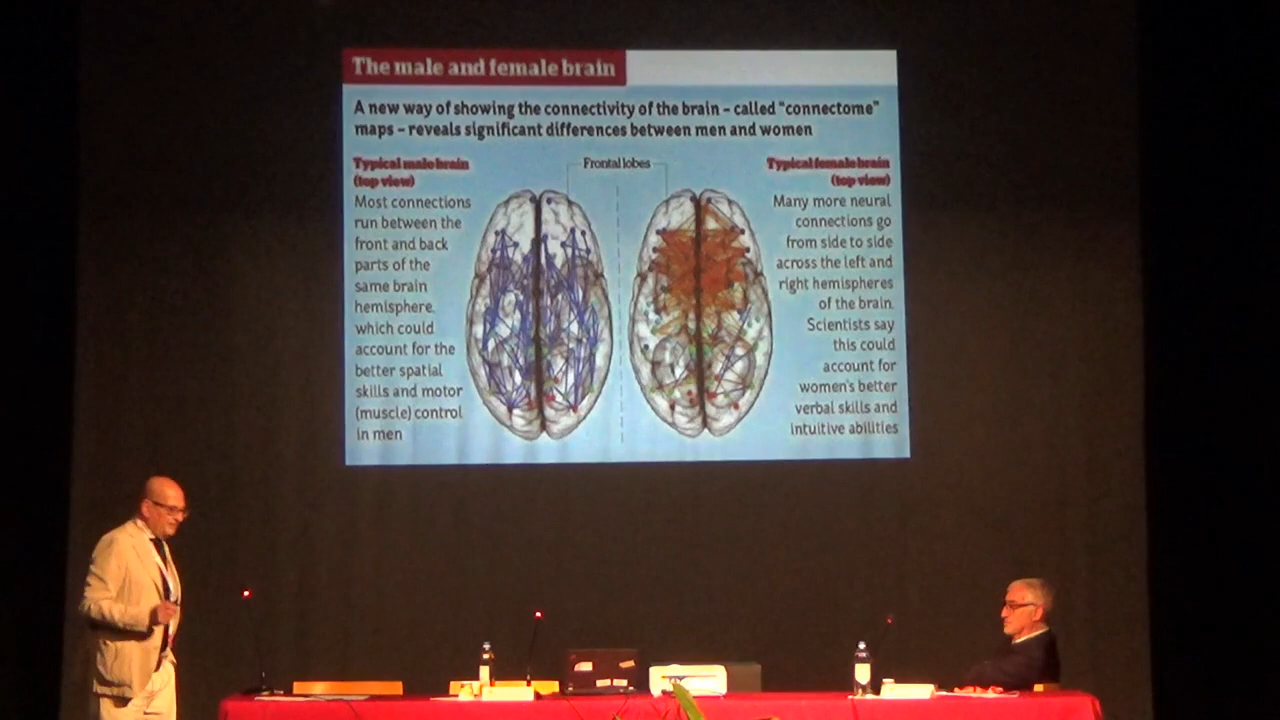 The male and female brain
A new way of showing the connectivity of the brain – called "connectome"
maps – reveals significant differences between men and women
Typical male brain
(top view)
Most connections
run between the
front and back
parts of the
same brain
hemisphere,
which could
account for the
better spatial
skills and motor
(muscle) control
in men
Frontal lobes
Typical female brain
(top view)
Many more neural
connections go
from side to side
across the left and
right hemispheres
of the brain.
Scientists say
this could
account for
women's better
verbal skills and
intuitive abilities